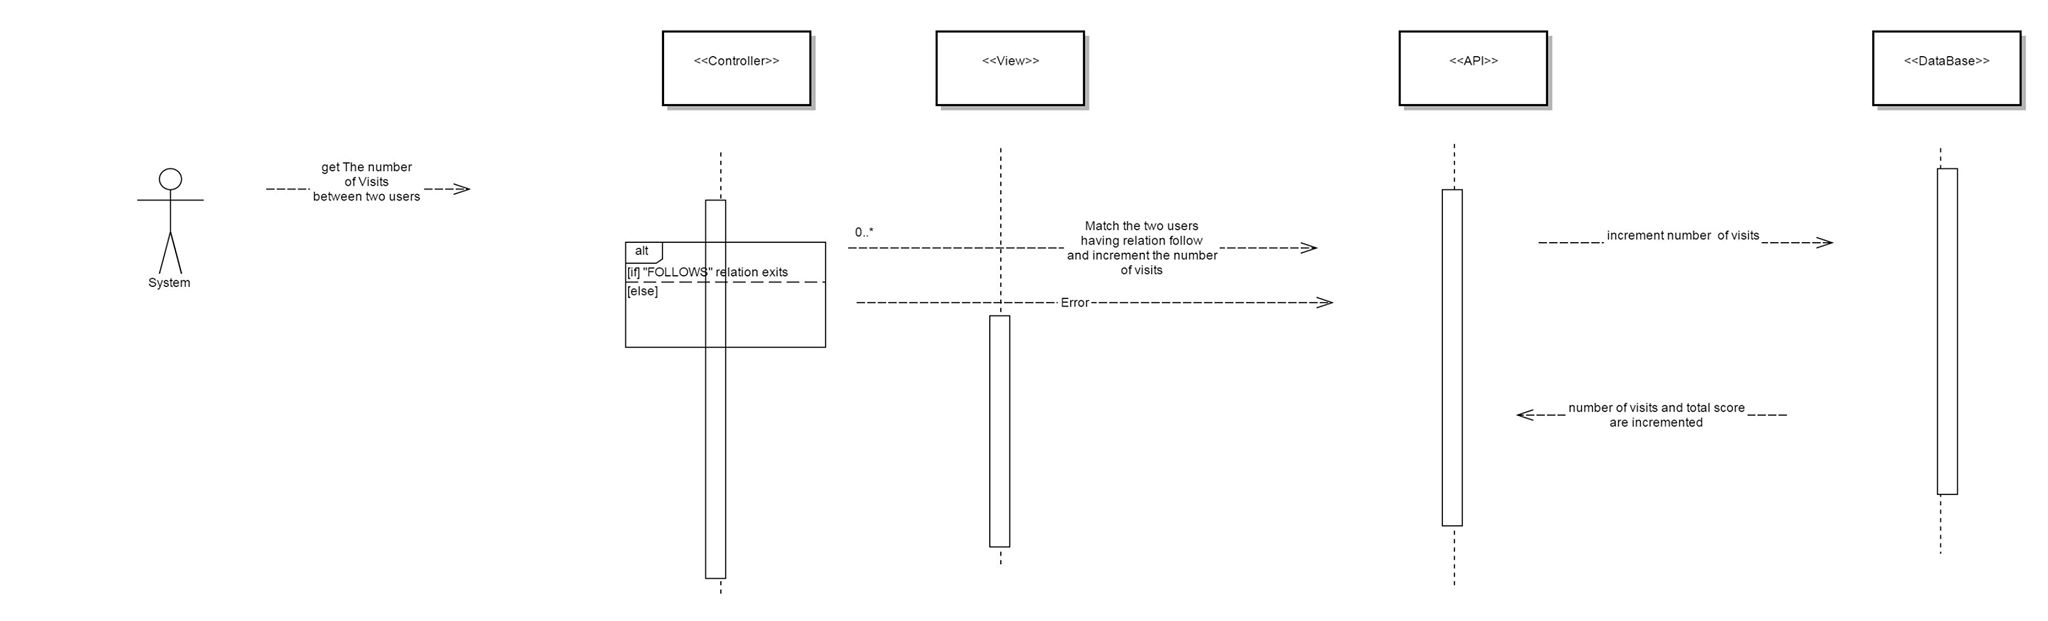 <<Controller>>
<<View>>
<<API>>
<<DataBase>>
get The number
of Visits
between two users
System
alt
[if] "FOLLOWS" relation exits
[else]
0..*
Match the two users
having relation follow
and increment the number
of visits
Error
increment number  of visits
number of visits and total score
are incremented